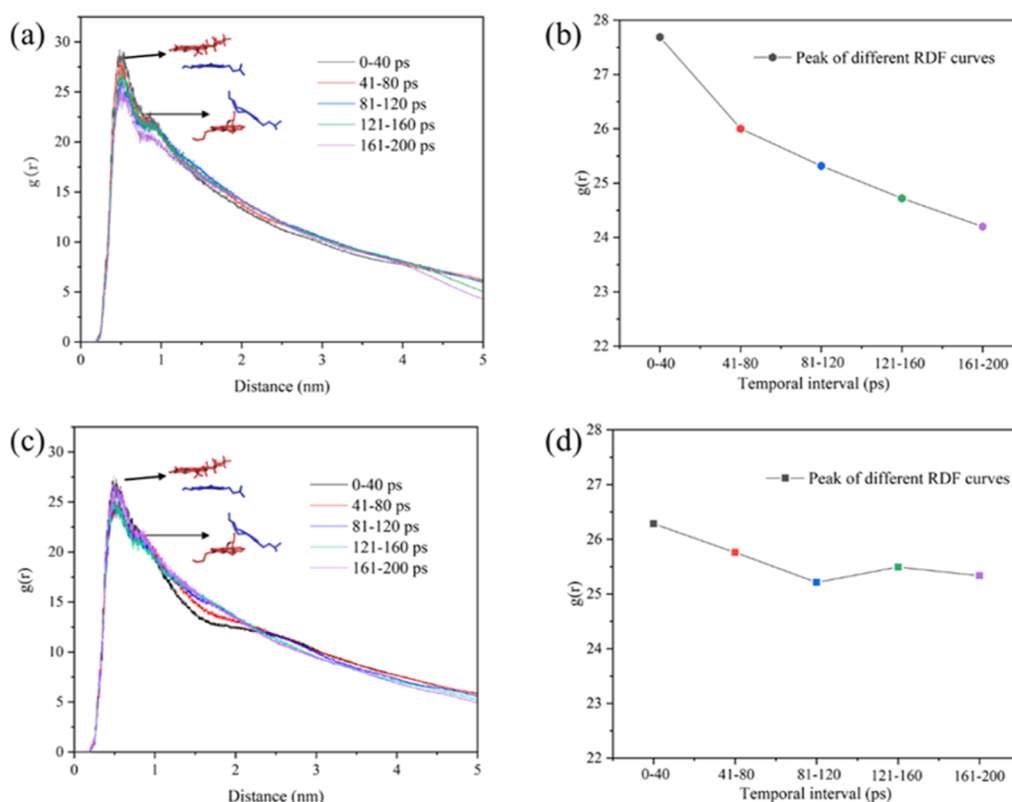 (a)
30
25
20
15
10
5
0
g(r)
0-40 ps
41-80 ps
81-120 ps
121-160 ps
161-200 ps
0 1 2 3 4 5
Distance (nm)
(b)
28
27
26
25
24
23
22
g(r)
Peak of different RDF curves
0-40 41-80 81-120 121-160 161-200
Temporal interval (ps)
(c)
30
25
20
15
10
5
0
g(r)
0-40 ps
41-80 ps
81-120 ps
121-160 ps
161-200 ps
0 1 2 3 4 5
Distance (nm)
(d)
28
27
26
25
24
23
22
g(r)
Peak of different RDF curves
0-40 41-80 81-120 121-160 161-200
Temporal interval (ps)